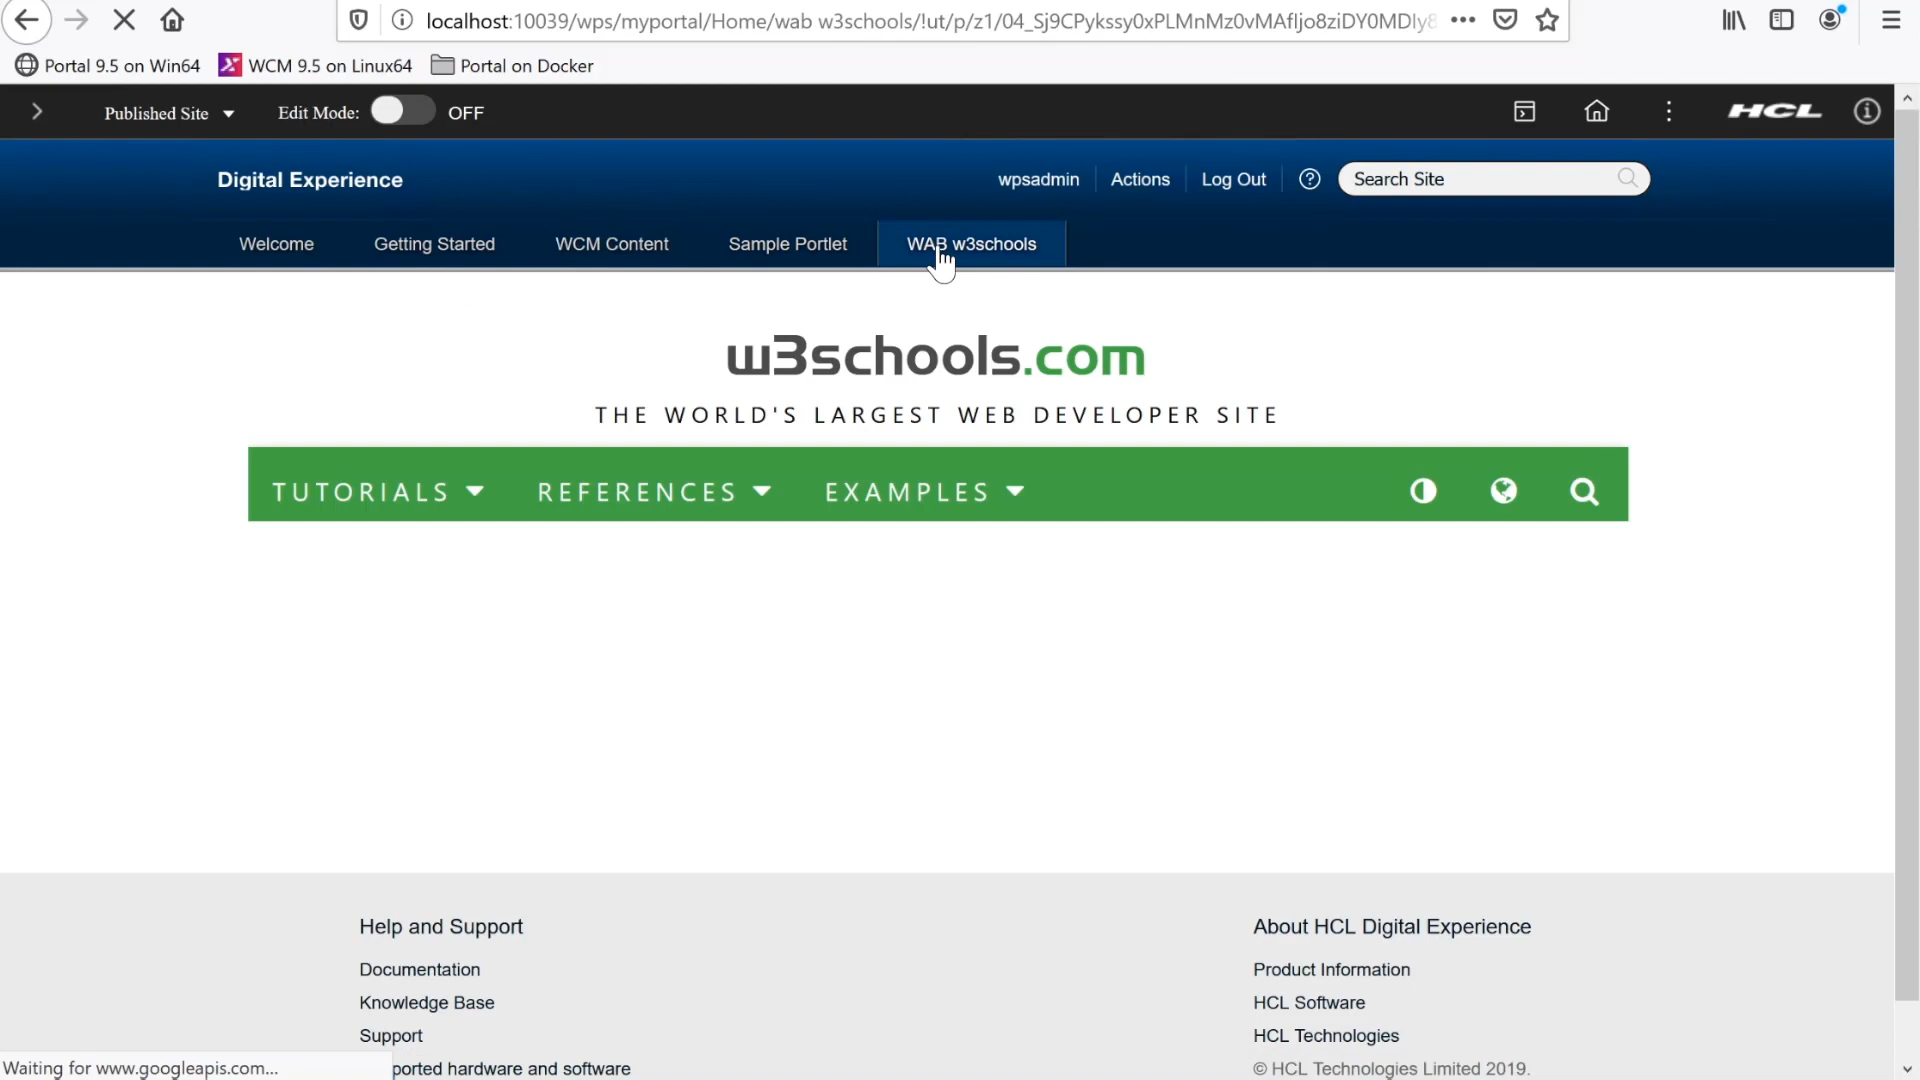 localhost:10039/wps/myportal/Home/wab w3schools/!ut/p/z1/04_Sj9CPykssy0xPLMnMz0vMAfIjo8ziDY0MDIy8
Portal 9.5 on Win64 WCM 9.5 on Linux64 Portal on Docker
Published Site Edit Mode: OFF HCL
Digital Experience wpsadmin Actions Log Out Search Site
Welcome Getting Started WCM Content Sample Portlet WAB w3schools
w3schools.com
THE WORLD'S LARGEST WEB DEVELOPER SITE
TUTORIALS REFERENCES EXAMPLES
Help and Support About HCL Digital Experience
Documentation Product Information
Knowledge Base HCL Software
Support HCL Technologies
Waiting for www.googleapis.com... ported hardware and software © HCL Technologies Limited 2019.